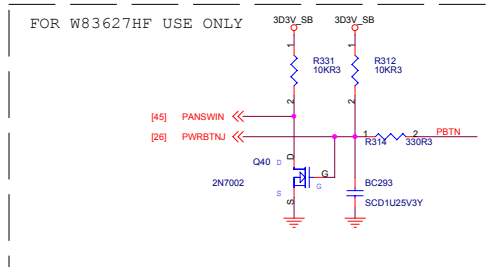 FOR W83627HF USE ONLY
3D3V_SB 3D3V_SB
1 1
R331 R312
10KR3 10KR3
2 2
[45] PANSWIN
[26] PWRBTNJ
1 2 PBTN
R314 330R3
Q40 D D
G
2N7002 G
S S
BC293
SCD1U25V3Y